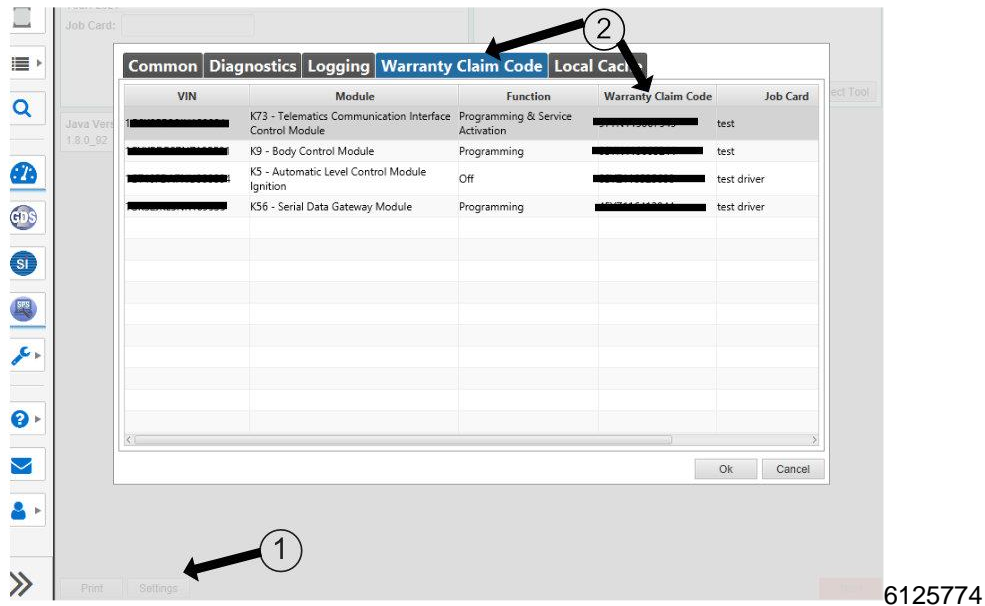 Job Card:
2
Common Diagnostics Logging Warranty Claim Code Local
VIN Module Function Warranty Claim Code Job Card
ect Tool
K73 - Telematics Communication Interface Control Module Programming & Service Activation test
Java Vers
1.8.0_92
K9 - Body Control Module Programming test
K5 - Automatic Level Control Module Ignition Off test driver
GDS
K56 - Serial Data Gateway Module Programming test driver
SI
SPS
?
Ok Cancel
1
Print Settings
6125774